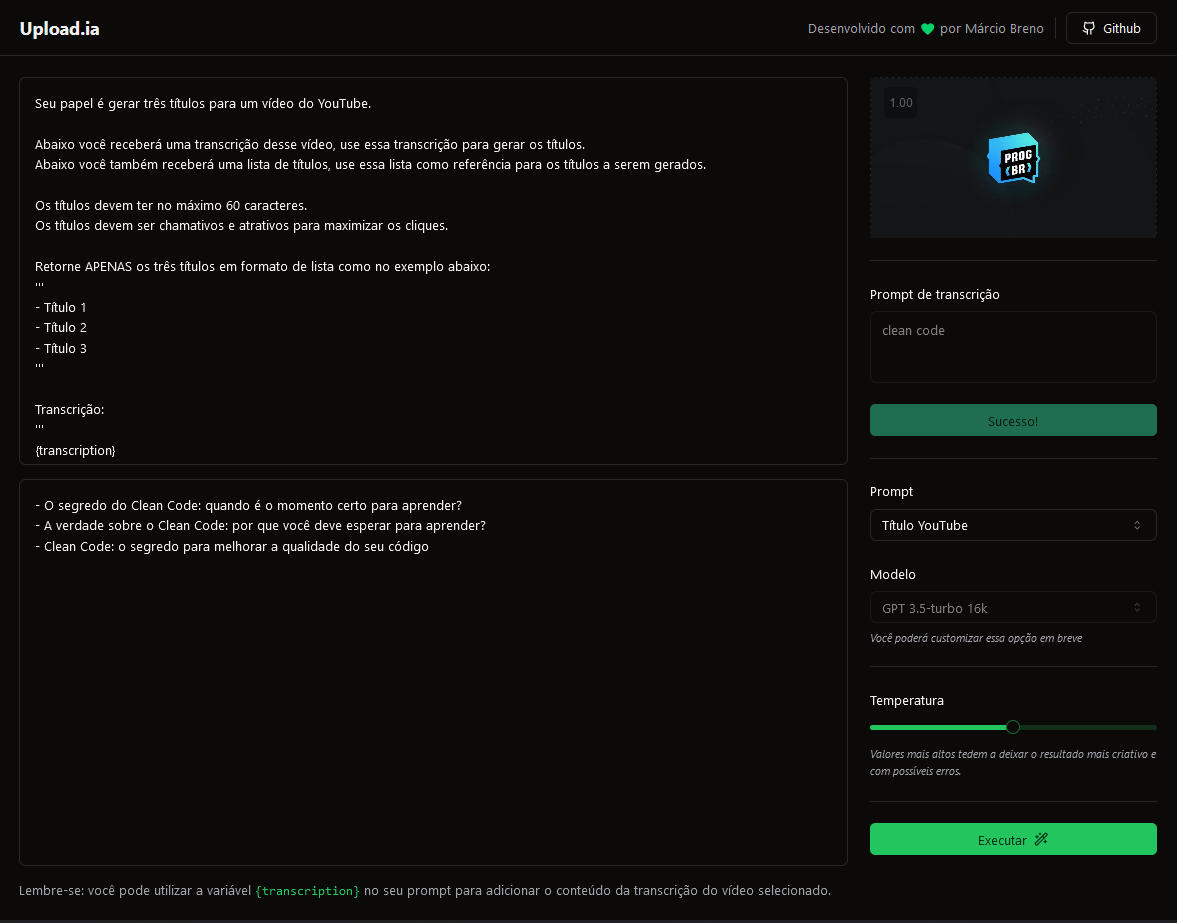 Upload.ia
Desenvolvido com 💚 por Márcio Breno
Github
Seu papel é gerar três títulos para um vídeo do YouTube.
Abaixo você receberá uma transcrição desse vídeo, use essa transcrição para gerar os títulos.
Abaixo você também receberá uma lista de títulos, use essa lista como referência para os títulos a serem gerados.
Os títulos devem ter no máximo 60 caracteres.
Os títulos devem ser chamativos e atrativos para maximizar os cliques.
Retorne APENAS os três títulos em formato de lista como no exemplo abaixo:
'''
- Título 1
- Título 2
- Título 3
'''
Transcrição:
'''
{transcription}
- O segredo do Clean Code: quando é o momento certo para aprender?
- A verdade sobre o Clean Code: por que você deve esperar para aprender?
- Clean Code: o segredo para melhorar a qualidade do seu código
Lembre-se: você pode utilizar a variável {transcription} no seu prompt para adicionar o conteúdo da transcrição do vídeo selecionado.
1.00
PROG
{BR}
Prompt de transcrição
clean code
Sucesso!
Prompt
Título YouTube
Modelo
GPT 3.5-turbo 16k
Você poderá customizar essa opção em breve
Temperatura
Valores mais altos tedem a deixar o resultado mais criativo e
com possíveis erros.
Executar